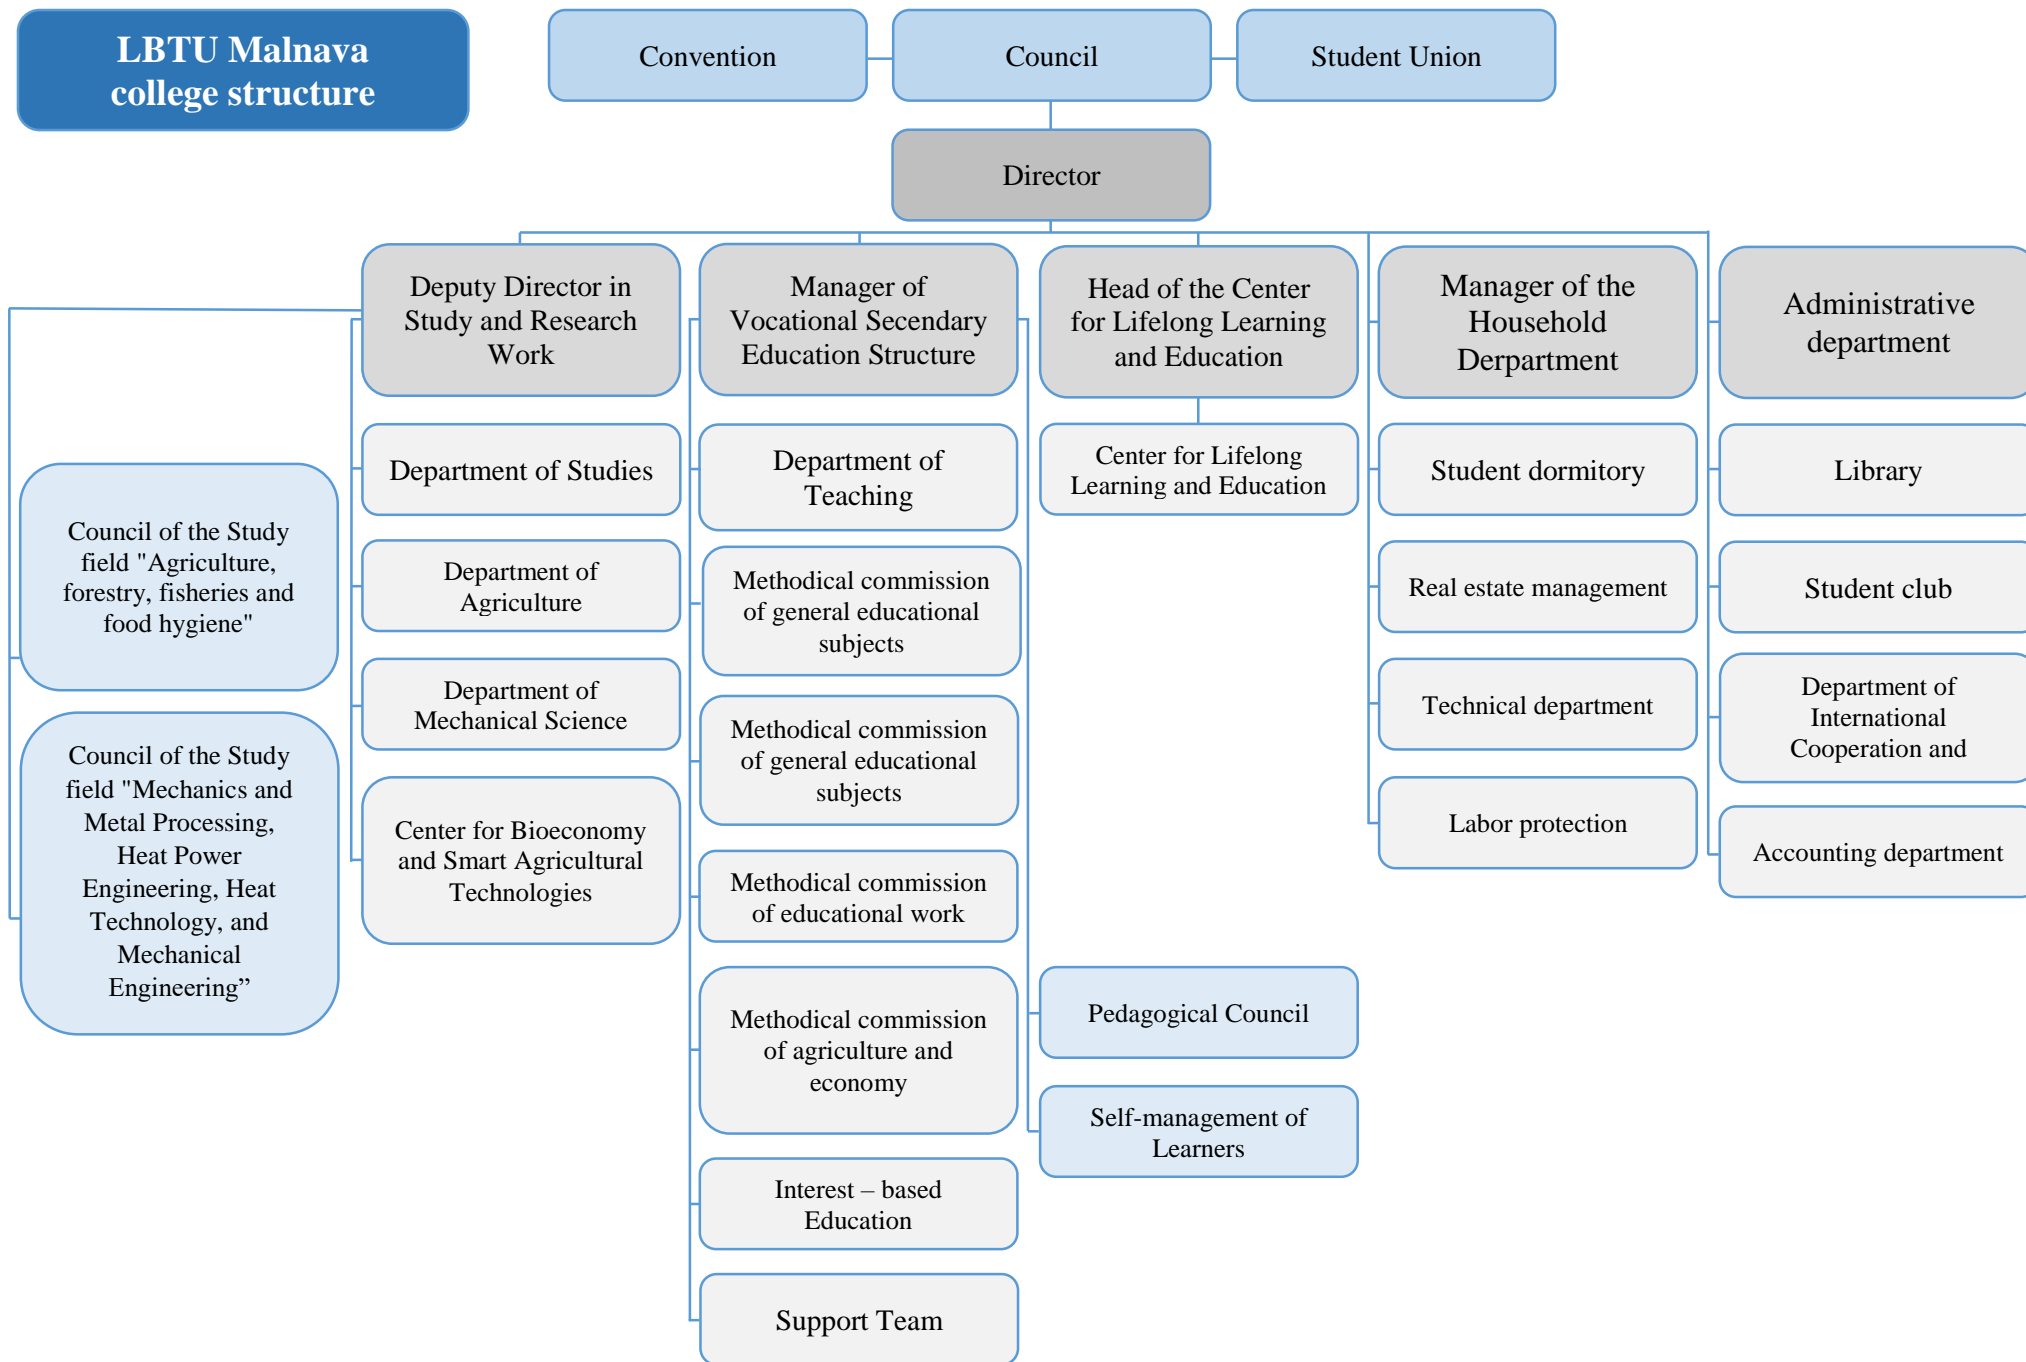 LBTU Malnava
college structure
Convention
Council
Student Union
Director
Deputy Director in
Study and Research
Work
Manager of
Vocational Secendary
Education Structure
Head of the Center
for Lifelong Learning
and Education
Manager of the
Household
Derpartment
Administrative
department
Council of the Study
field "Agriculture,
forestry, fisheries and
food hygiene"
Council of the Study
field "Mechanics and
Metal Processing,
Heat Power
Engineering, Heat
Technology, and
Mechanical
Engineering”
Department of Studies
Department of
Agriculture
Department of
Mechanical Science
Center for Bioeconomy
and Smart Agricultural
Technologies
Department of
Teaching
Methodical commission
of general educational
subjects
Methodical commission
of general educational
subjects
Methodical commission
of educational work
Methodical commission
of agriculture and
economy
Interest – based
Education
Support Team
Center for Lifelong
Learning and Education
Pedagogical Council
Self-management of
Learners
Student dormitory
Real estate management
Technical department
Labor protection
Library
Student club
Department of
International
Cooperation and
Accounting department